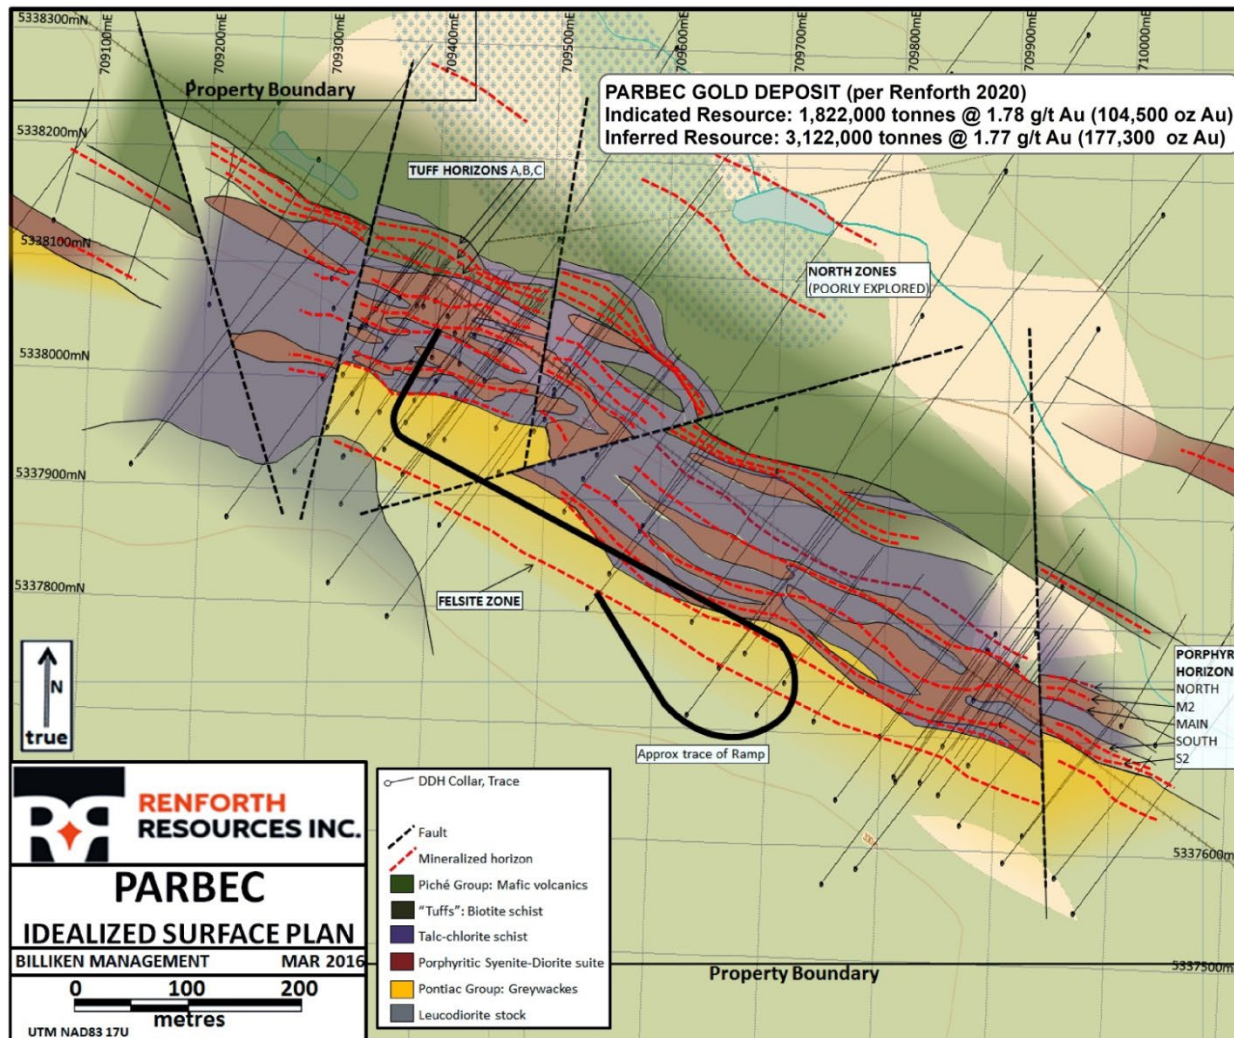 5338300mN
709100mE
709200mE
709300mE
709400mE
709500mE
709600mE
709700mE
709800mE
709900mE
710000mE
Property Boundary
PARBEC GOLD DEPOSIT (per Renforth 2020)
Indicated Resource: 1,822,000 tonnes @ 1.78 g/t Au (104,500 oz Au)
Inferred Resource: 3,122,000 tonnes @ 1.77 g/t Au (177,300 oz Au)
5338200mN
TUFF HORIZONS A,B,C
5338100mN
NORTH ZONES
(POORLY EXPLORED)
5338000mN
5337900mN
5337800mN
FELSITE ZONE
N
true
PORPHYR
HORIZON
NORTH
M2
MAIN
SOUTH
S2
Approx trace of Ramp
5337600m
5337500m
Property Boundary
RENFORTH
RESOURCES INC.
PARBEC
IDEALIZED SURFACE PLAN
BILLIKEN MANAGEMENT MAR 2016
0 100 200
metres
UTM NAD83 17U
DDH Collar, Trace
Fault
Mineralized horizon
Piché Group: Mafic volcanics
“Tuffs”: Biotite schist
Talc-chlorite schist
Porphyritic Syenite-Diorite suite
Pontiac Group: Greywackes
Leucodiorite stock